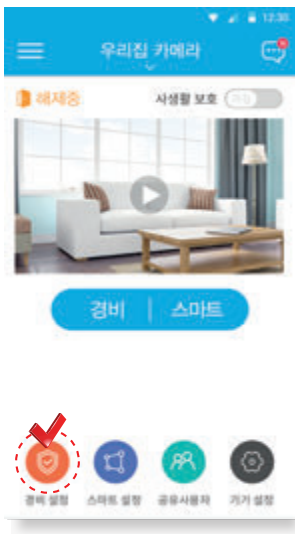 12:30
우리집 카메라
해제중
사생활 보호
경비 | 스마트
경비 설정
스마트 설정
공유사용자
기기 설정